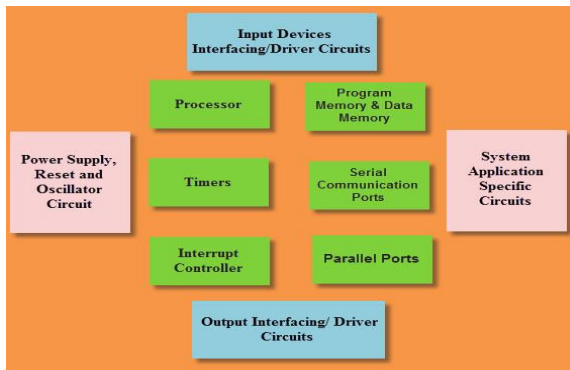 Input Devices
Interfacing/Driver Circuits
Processor
Program
Memory & Data
Memory
Power Supply,
Reset and
Oscillator
Circuit
Timers
Serial
Communication
Ports
System
Application
Specific
Circuits
Interrupt
Controller
Parallel Ports
Output Interfacing/ Driver
Circuits